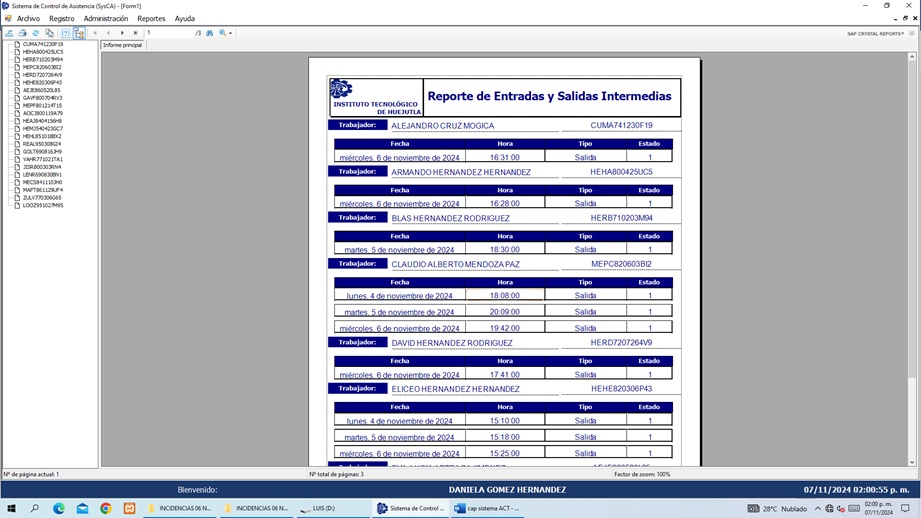 Sistema de Control de Asistencia (SysCA) - [Form1]
Archivo Registro Administración Reportes Ayuda
1 /3 SAP CRYSTAL REPORTS®
Informe principal
CUMA741230F19
HEHA800425UC5
HERB710203M94
MEPC820603BI2
HERD7207264V9
HEHE820306P43
AEJE860520L85
GAVF800704RV3
MEPF801214T15
AOCJ800119A79
HEAJ8404156H8
HEMJ540423GC7
HEHL851018BX2
REAL950308GI4
GOLT690816JH9
VAHR771021TA1
JISR800303RN4
LENR690830BN1
MECS841110JH0
MAFT861129UF4
ZULY770306G65
LOOZ951027M95
INSTITUTO TECNOLÓGICO
DE HUEJUTLA
Reporte de Entradas y Salidas Intermedias
Trabajador: ALEJANDRO CRUZ MOGICA CUMA741230F19
Fecha Hora Tipo Estado
miércoles, 6 de noviembre de 2024 16:31:00 Salida 1
Trabajador: ARMANDO HERNANDEZ HERNANDEZ HEHA800425UC5
Fecha Hora Tipo Estado
miércoles, 6 de noviembre de 2024 16:28:00 Salida 1
Trabajador: BLAS HERNANDEZ RODRIGUEZ HERB710203M94
Fecha Hora Tipo Estado
martes, 5 de noviembre de 2024 18:30:00 Salida 1
Trabajador: CLAUDIO ALBERTO MENDOZA PAZ MEPC820603BI2
Fecha Hora Tipo Estado
lunes, 4 de noviembre de 2024 18:08:00 Salida 1
martes, 5 de noviembre de 2024 20:09:00 Salida 1
miércoles, 6 de noviembre de 2024 19:42:00 Salida 1
Trabajador: DAVID HERNANDEZ RODRIGUEZ HERD7207264V9
Fecha Hora Tipo Estado
miércoles, 6 de noviembre de 2024 17:41:00 Salida 1
Trabajador: ELICEO HERNANDEZ HERNANDEZ HEHE820306P43
Fecha Hora Tipo Estado
lunes, 4 de noviembre de 2024 15:10:00 Salida 1
martes, 5 de noviembre de 2024 15:18:00 Salida 1
miércoles, 6 de noviembre de 2024 15:25:00 Salida 1
Nº de página actual: 1 Nº total de páginas: 3 Factor de zoom: 100%
Bienvenido: DANIELA GOMEZ HERNANDEZ 07/11/2024 02:00:55 p. m.
INCIDENCIAS 06 N... INCIDENCIAS 06 N... LUIS (D:) Sistema de Control ... cap sistema ACT - ... 28°C Nublado 02:00 p. m.
07/11/2024